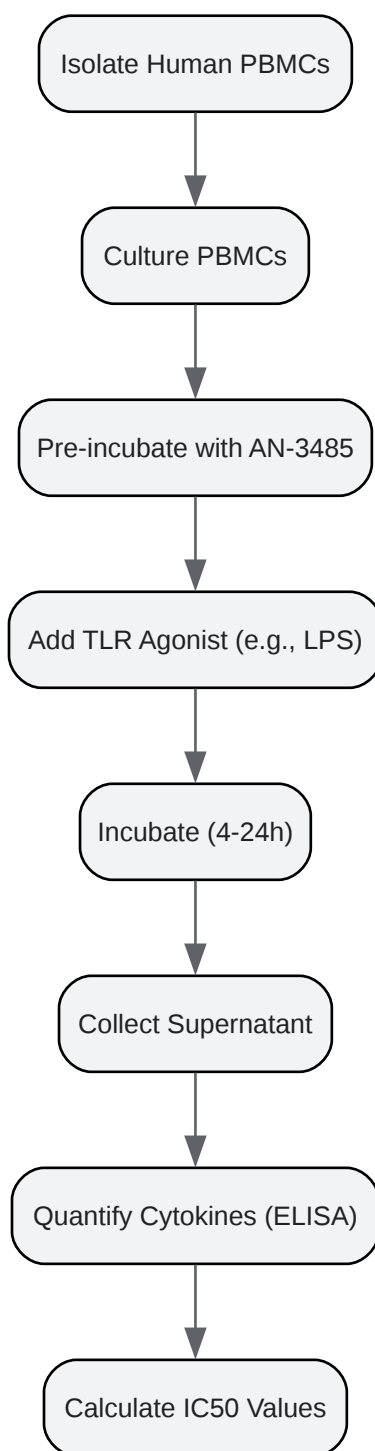 Isolate Human PBMCs
Culture PBMCs
Pre-incubate with AN-3485
Add TLR Agonist (e.g., LPS)
Incubate (4-24h)
Collect Supernatant
Quantify Cytokines (ELISA)
Calculate IC50 Values